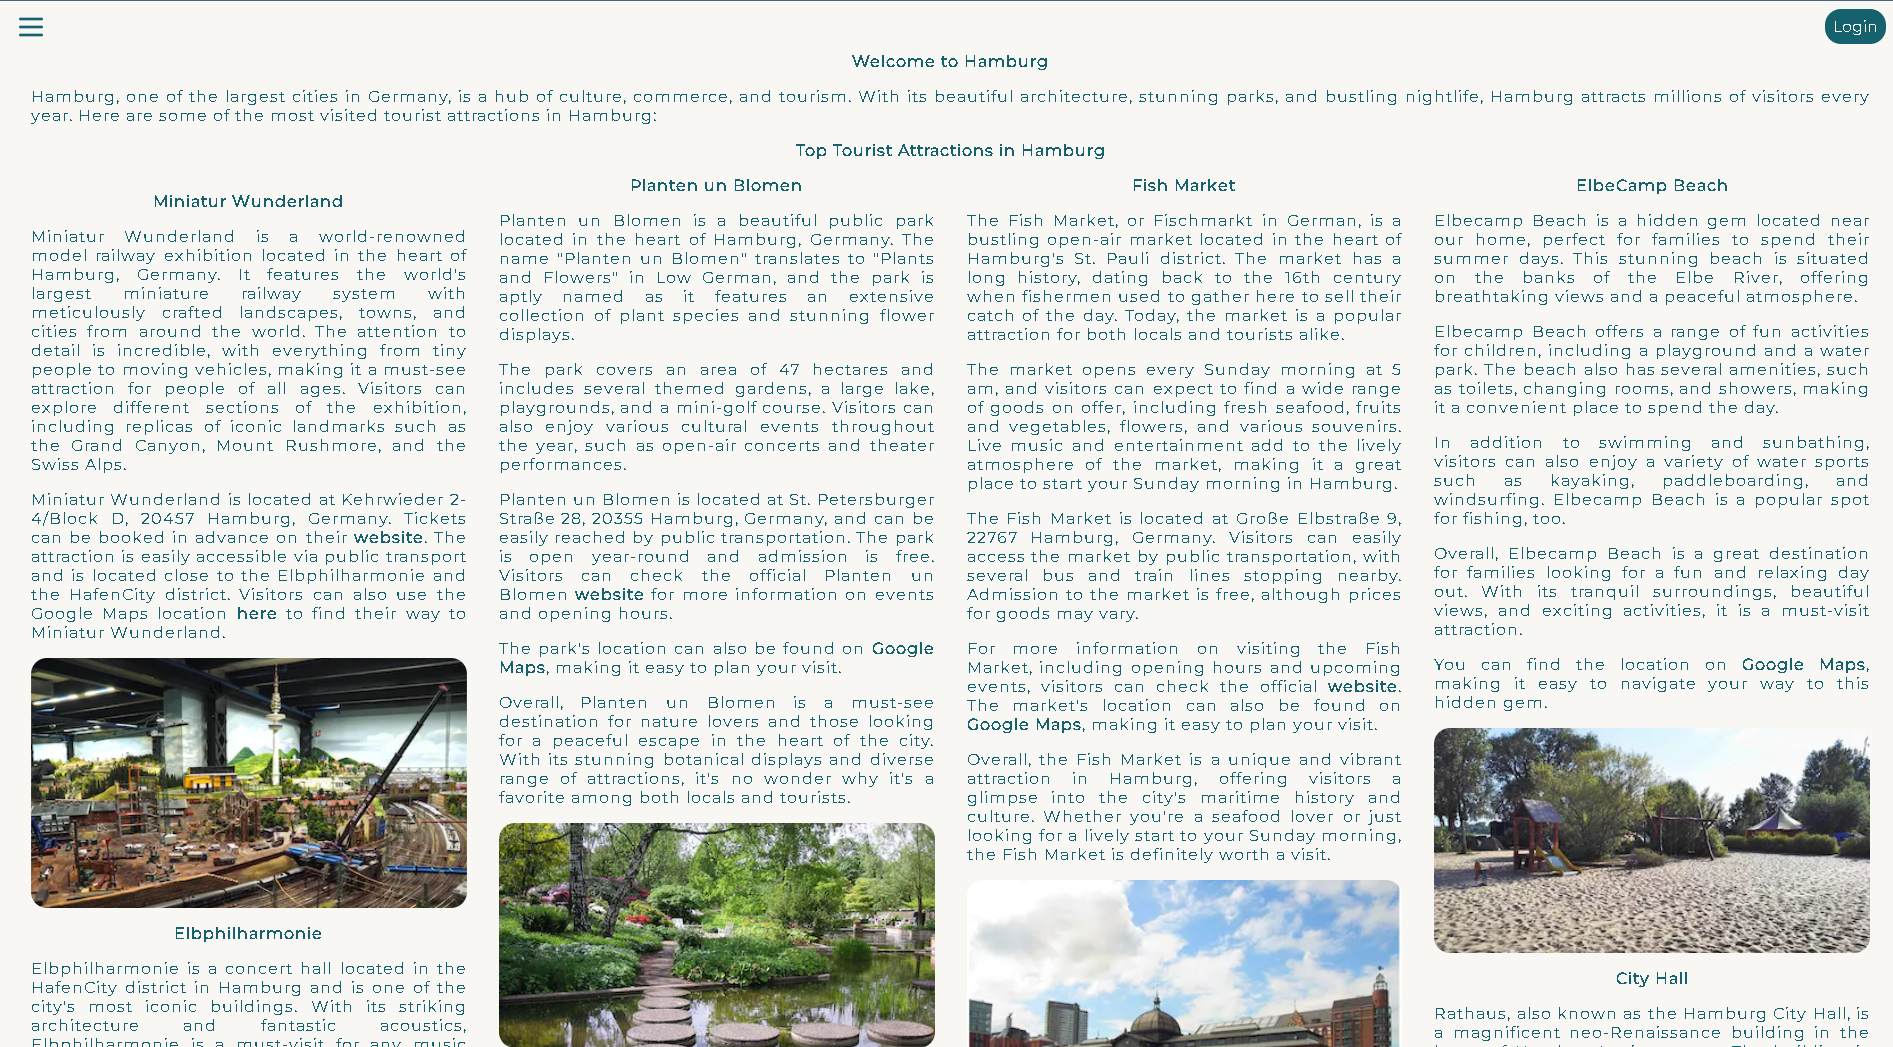 Login
Welcome to Hamburg
Hamburg, one of the largest cities in Germany, is a hub of culture, commerce, and tourism. With its beautiful architecture, stunning parks, and bustling nightlife, Hamburg attracts millions of visitors every
year. Here are some of the most visited tourist attractions in Hamburg:
Top Tourist Attractions in Hamburg
Miniatur Wunderland
Miniatur Wunderland is a world-renowned
model railway exhibition located in the heart of
Hamburg, Germany. It features the world's
largest miniature railway system with
meticulously crafted landscapes, towns, and
cities from around the world. The attention to
detail is incredible, with everything from tiny
people to moving vehicles, making it a must-see
attraction for people of all ages. Visitors can
explore different sections of the exhibition,
including replicas of iconic landmarks such as
the Grand Canyon, Mount Rushmore, and the
Swiss Alps.
Miniatur Wunderland is located at Kehrwieder 2-
4/Block D, 20457 Hamburg, Germany. Tickets
can be booked in advance on their website. The
attraction is easily accessible via public transport
and is located close to the Elbphilharmonie and
the HafenCity district. Visitors can also use the
Google Maps location here to find their way to
Miniatur Wunderland.
Elbphilharmonie
Elbphilharmonie is a concert hall located in the
HafenCity district in Hamburg and is one of the
city's most iconic buildings. With its striking
architecture and fantastic acoustics,
Elbphilharmonie is a must-visit for any music
Planten un Blomen
Planten un Blomen is a beautiful public park
located in the heart of Hamburg, Germany. The
name "Planten un Blomen" translates to "Plants
and Flowers" in Low German, and the park is
aptly named as it features an extensive
collection of plant species and stunning flower
displays.
The park covers an area of 47 hectares and
includes several themed gardens, a large lake,
playgrounds, and a mini-golf course. Visitors can
also enjoy various cultural events throughout
the year, such as open-air concerts and theater
performances.
Planten un Blomen is located at St. Petersburger
Straße 28, 20355 Hamburg, Germany, and can be
easily reached by public transportation. The park
is open year-round and admission is free.
Visitors can check the official Planten un
Blomen website for more information on events
and opening hours.
The park's location can also be found on Google
Maps, making it easy to plan your visit.
Overall, Planten un Blomen is a must-see
destination for nature lovers and those looking
for a peaceful escape in the heart of the city.
With its stunning botanical displays and diverse
range of attractions, it's no wonder why it's a
favorite among both locals and tourists.
Fish Market
The Fish Market, or Fischmarkt in German, is a
bustling open-air market located in the heart of
Hamburg's St. Pauli district. The market has a
long history, dating back to the 16th century
when fishermen used to gather here to sell their
catch of the day. Today, the market is a popular
attraction for both locals and tourists alike.
The market opens every Sunday morning at 5
am, and visitors can expect to find a wide range
of goods on offer, including fresh seafood, fruits
and vegetables, flowers, and various souvenirs.
Live music and entertainment add to the lively
atmosphere of the market, making it a great
place to start your Sunday morning in Hamburg.
The Fish Market is located at Große Elbstraße 9,
22767 Hamburg, Germany. Visitors can easily
access the market by public transportation, with
several bus and train lines stopping nearby.
Admission to the market is free, although prices
for goods may vary.
For more information on visiting the Fish
Market, including opening hours and upcoming
events, visitors can check the official website.
The market's location can also be found on
Google Maps, making it easy to plan your visit.
Overall, the Fish Market is a unique and vibrant
attraction in Hamburg, offering visitors a
glimpse into the city's maritime history and
culture. Whether you're a seafood lover or just
looking for a lively start to your Sunday morning,
the Fish Market is definitely worth a visit.
ElbeCamp Beach
Elbecamp Beach is a hidden gem located near
our home, perfect for families to spend their
summer days. This stunning beach is situated
on the banks of the Elbe River, offering
breathtaking views and a peaceful atmosphere.
Elbecamp Beach offers a range of fun activities
for children, including a playground and a water
park. The beach also has several amenities, such
as toilets, changing rooms, and showers, making
it a convenient place to spend the day.
In addition to swimming and sunbathing,
visitors can also enjoy a variety of water sports
such as kayaking, paddleboarding, and
windsurfing. Elbecamp Beach is a popular spot
for fishing, too.
Overall, Elbecamp Beach is a great destination
for families looking for a fun and relaxing day
out. With its tranquil surroundings, beautiful
views, and exciting activities, it is a must-visit
attraction.
You can find the location on Google Maps,
making it easy to navigate your way to this
hidden gem.
City Hall
Rathaus, also known as the Hamburg City Hall, is
a magnificent neo-Renaissance building in the